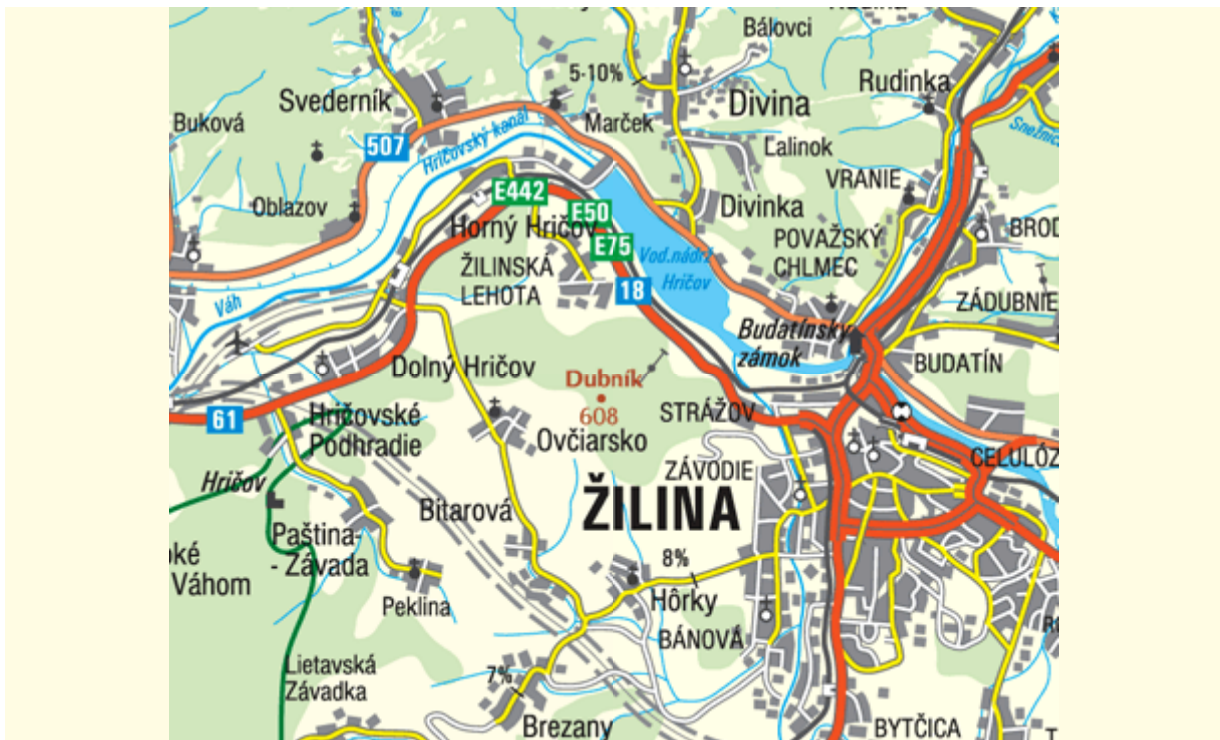 Bálovci
5-10%
Rudinka
Svederník
Divina
Buková
Marček
Snežnic
507
Hričovský kanál
Ľalinok
VRANIE
E442
Oblazov
E50
Divinka
Horný Hričov
E75
POVAŽSKÝ
CHLMEC
BROD
Vod.nádrž
Hričov
ŽILINSKÁ
LEHOTA
18
Váh
ZÁDUBNIE
Budatínsky
zámok
Dolný Hričov
BUDATÍN
Dubník
608
STRÁŽOV
61
Hričovské
Podhradie
Ovčiarsko
CELULÓZ
ZÁVODIE
Hričov
Bitarová
ŽILINA
Paština-
- Závada
ké
Váhom
8%
Peklina
Hôrky
BÁNOVÁ
Lietavská
Závadka
7%
Brezany
BYTČICA